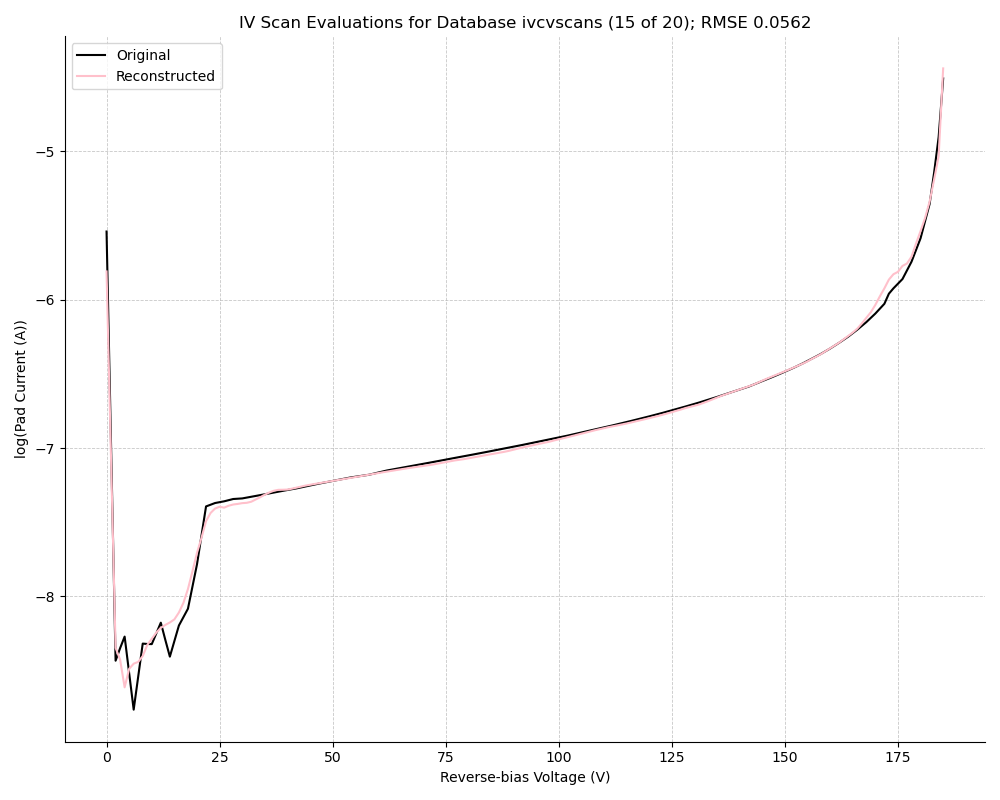 IV Scan Evaluations for Database ivcvscans (15 of 20); RMSE 0.0562
Original
Reconstructed
log(Pad Current (A))
−5
−6
−7
−8
0
25
50
75
100
125
150
175
Reverse-bias Voltage (V)